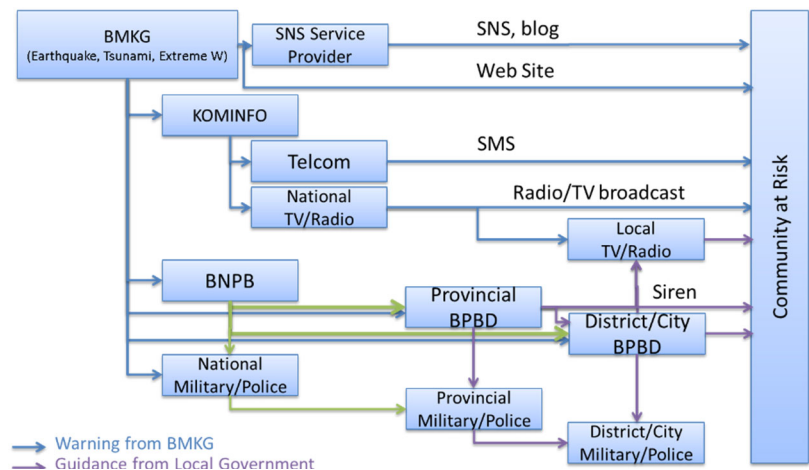 BMKG
(Earthquake, Tsunami, Extreme W)
SNS Service
Provider
SNS, blog
Web Site
KOMINFO
Telcom
SMS
National
TV/Radio
Radio/TV broadcast
Local
TV/Radio
BNPB
Provincial
BPBD
Siren
District/City
BPBD
National
Military/Police
Provincial
Military/Police
District/City
Military/Police
Community at Risk
Warning from BMKG
Guidance from Local Government